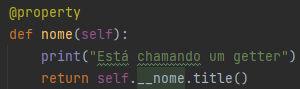 @property
def nome(self):
    print("Está chamando um getter")
    return self.__nome.title()